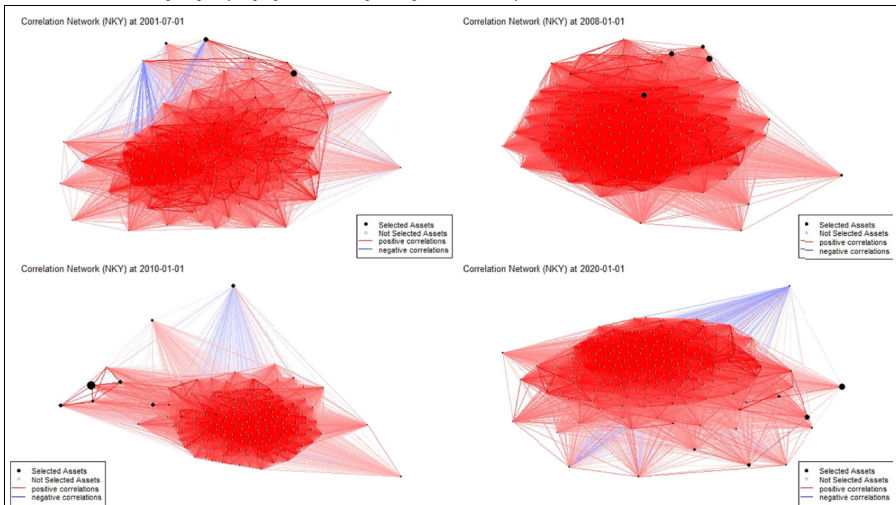 Correlation Network (NKY) at 2001-07-01
Selected Assets
Not Selected Assets
positive correlations
negative correlations
Correlation Network (NKY) at 2008-01-01
Selected Assets
Not Selected Assets
positive correlations
negative correlations
Correlation Network (NKY) at 2010-01-01
Selected Assets
Not Selected Assets
positive correlations
negative correlations
Correlation Network (NKY) at 2020-01-01
Selected Assets
Not Selected Assets
positive correlations
negative correlations